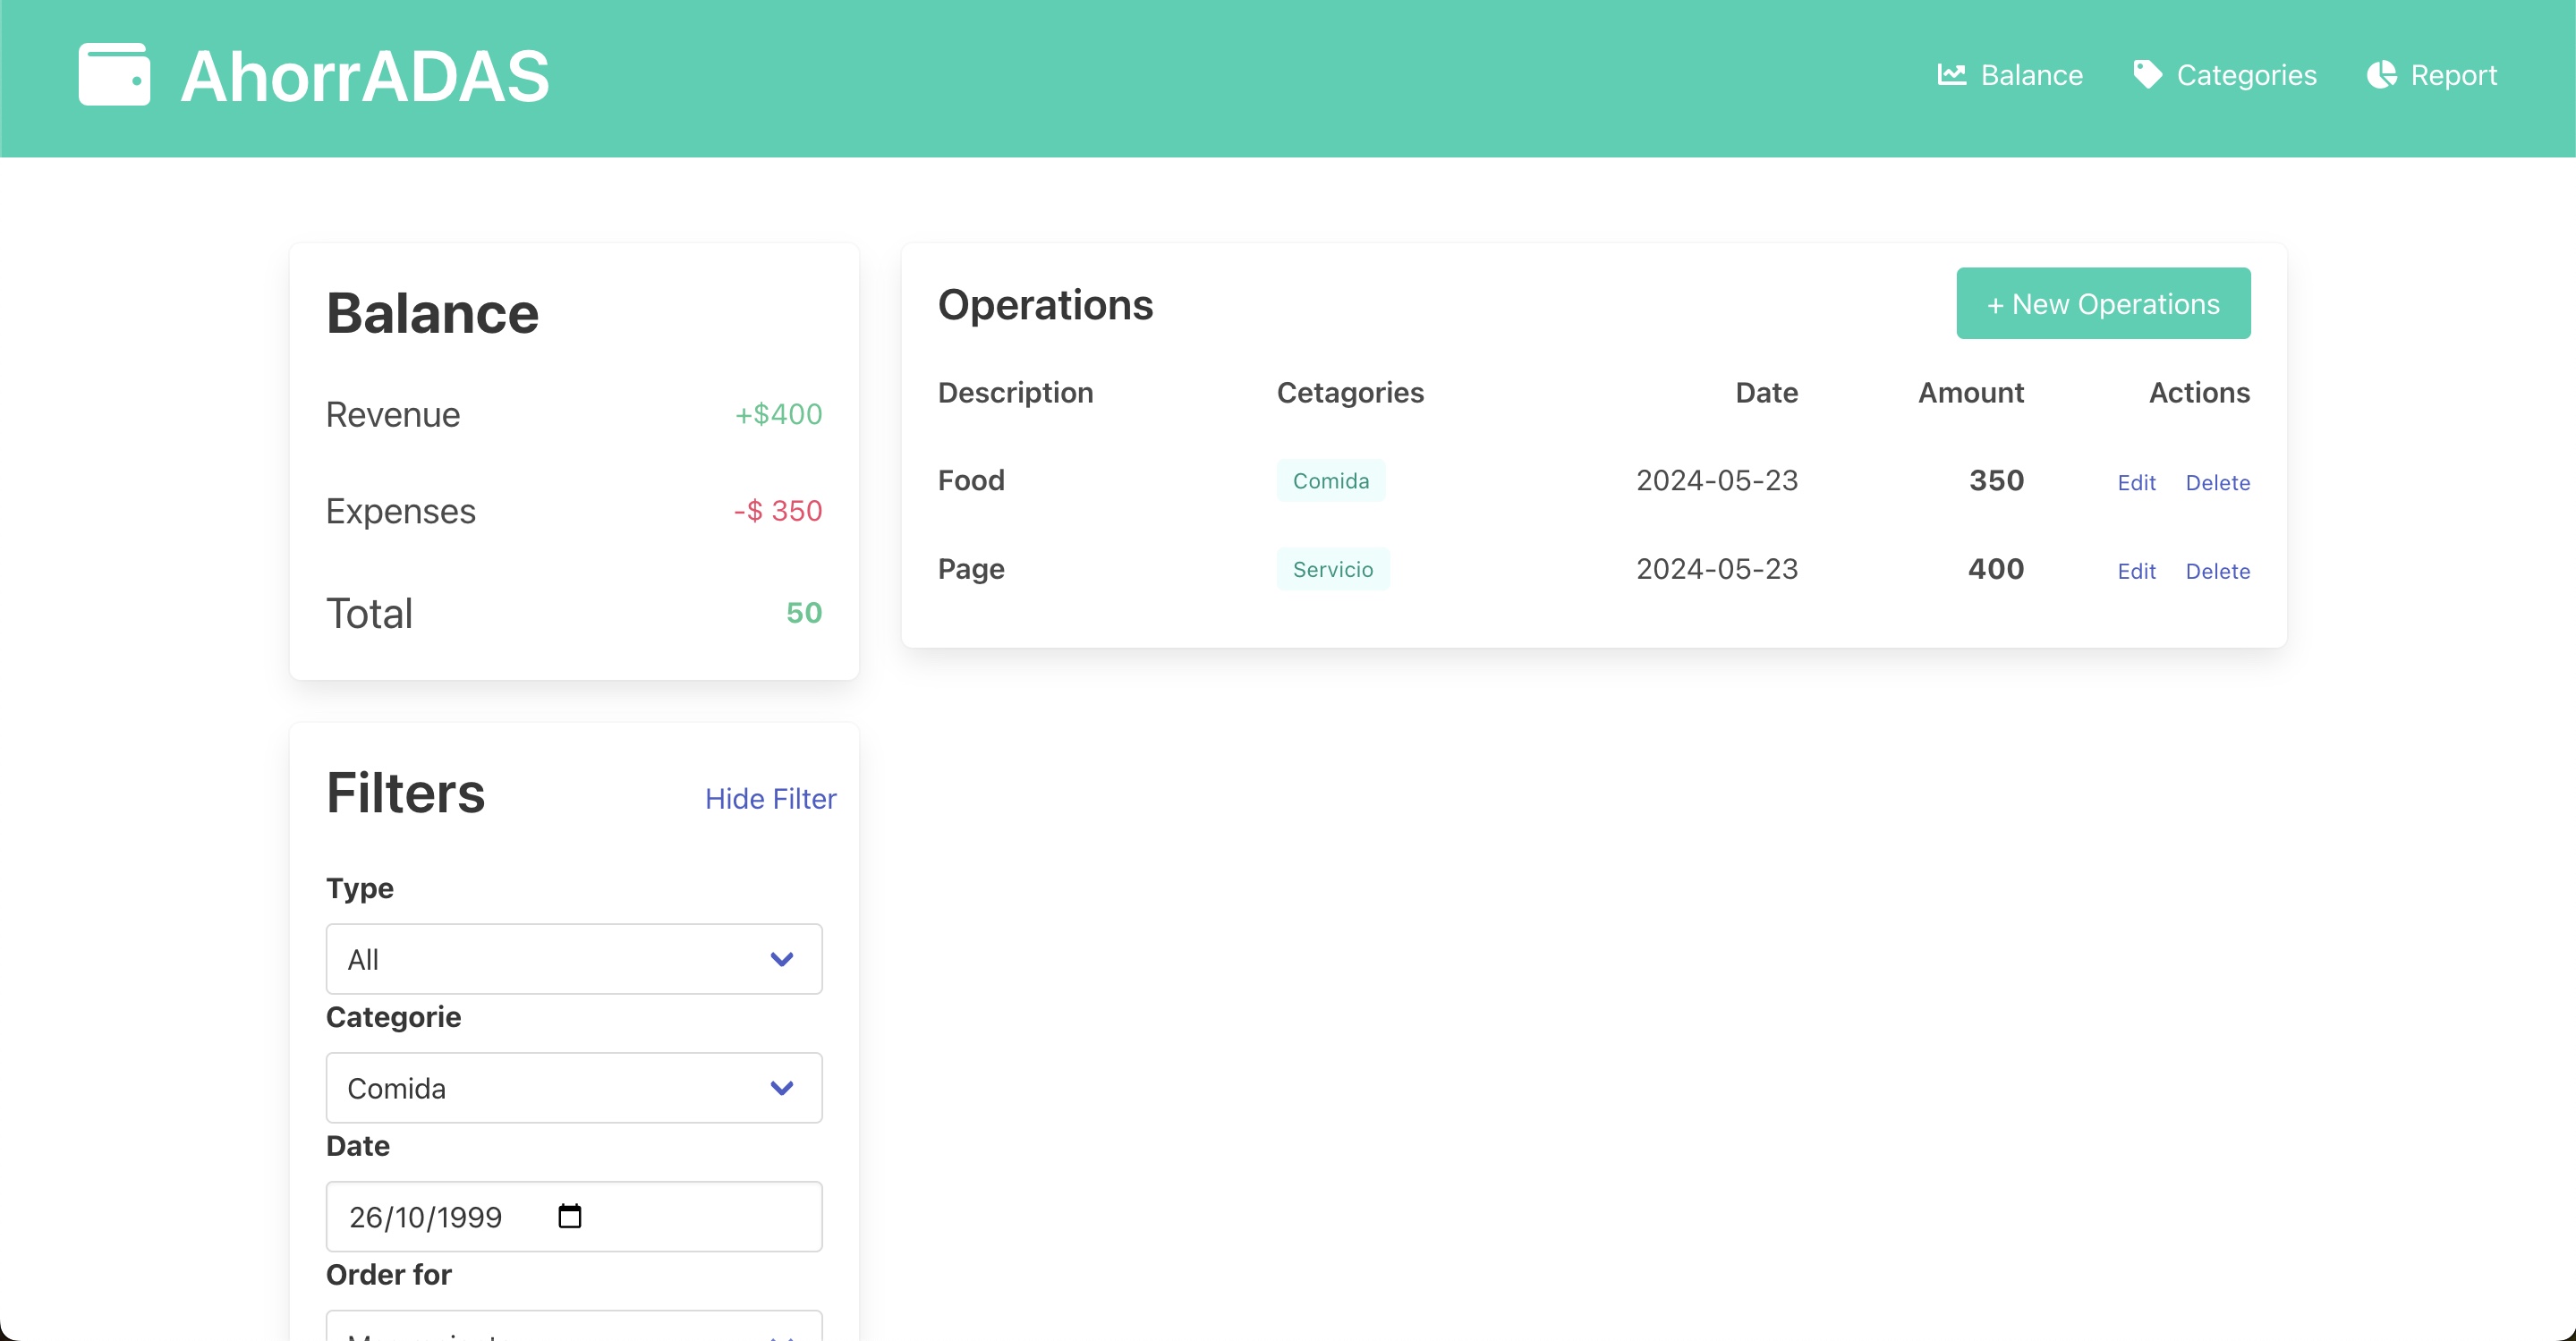 AhorrADAS
Balance
Categories
Report
Balance
Revenue +$400
Expenses -$ 350
Total 50
Operations
+ New Operations
Description Cetagories Date Amount Actions
Food Comida 2024-05-23 350 Edit Delete
Page Servicio 2024-05-23 400 Edit Delete
Filters
Hide Filter
Type
All
Categorie
Comida
Date
26/10/1999
Order for